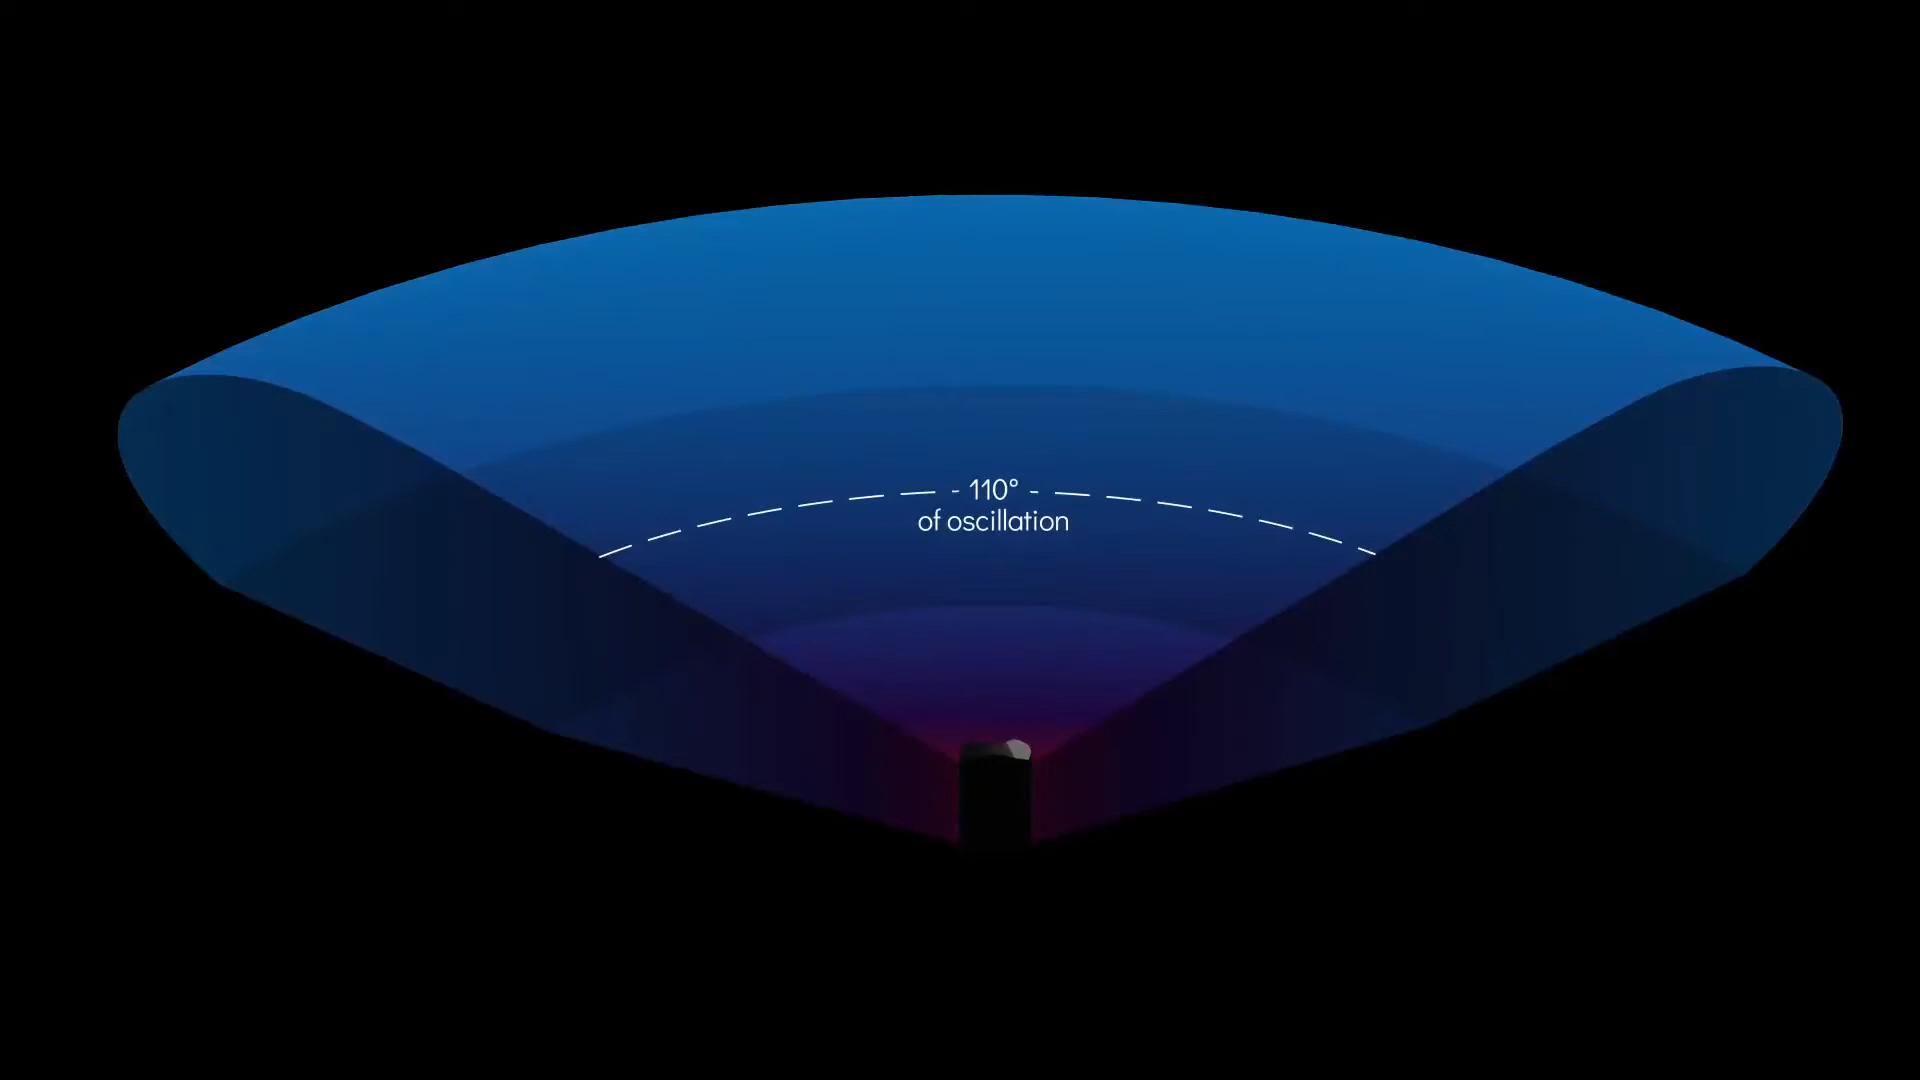 - 110° -
of oscillation